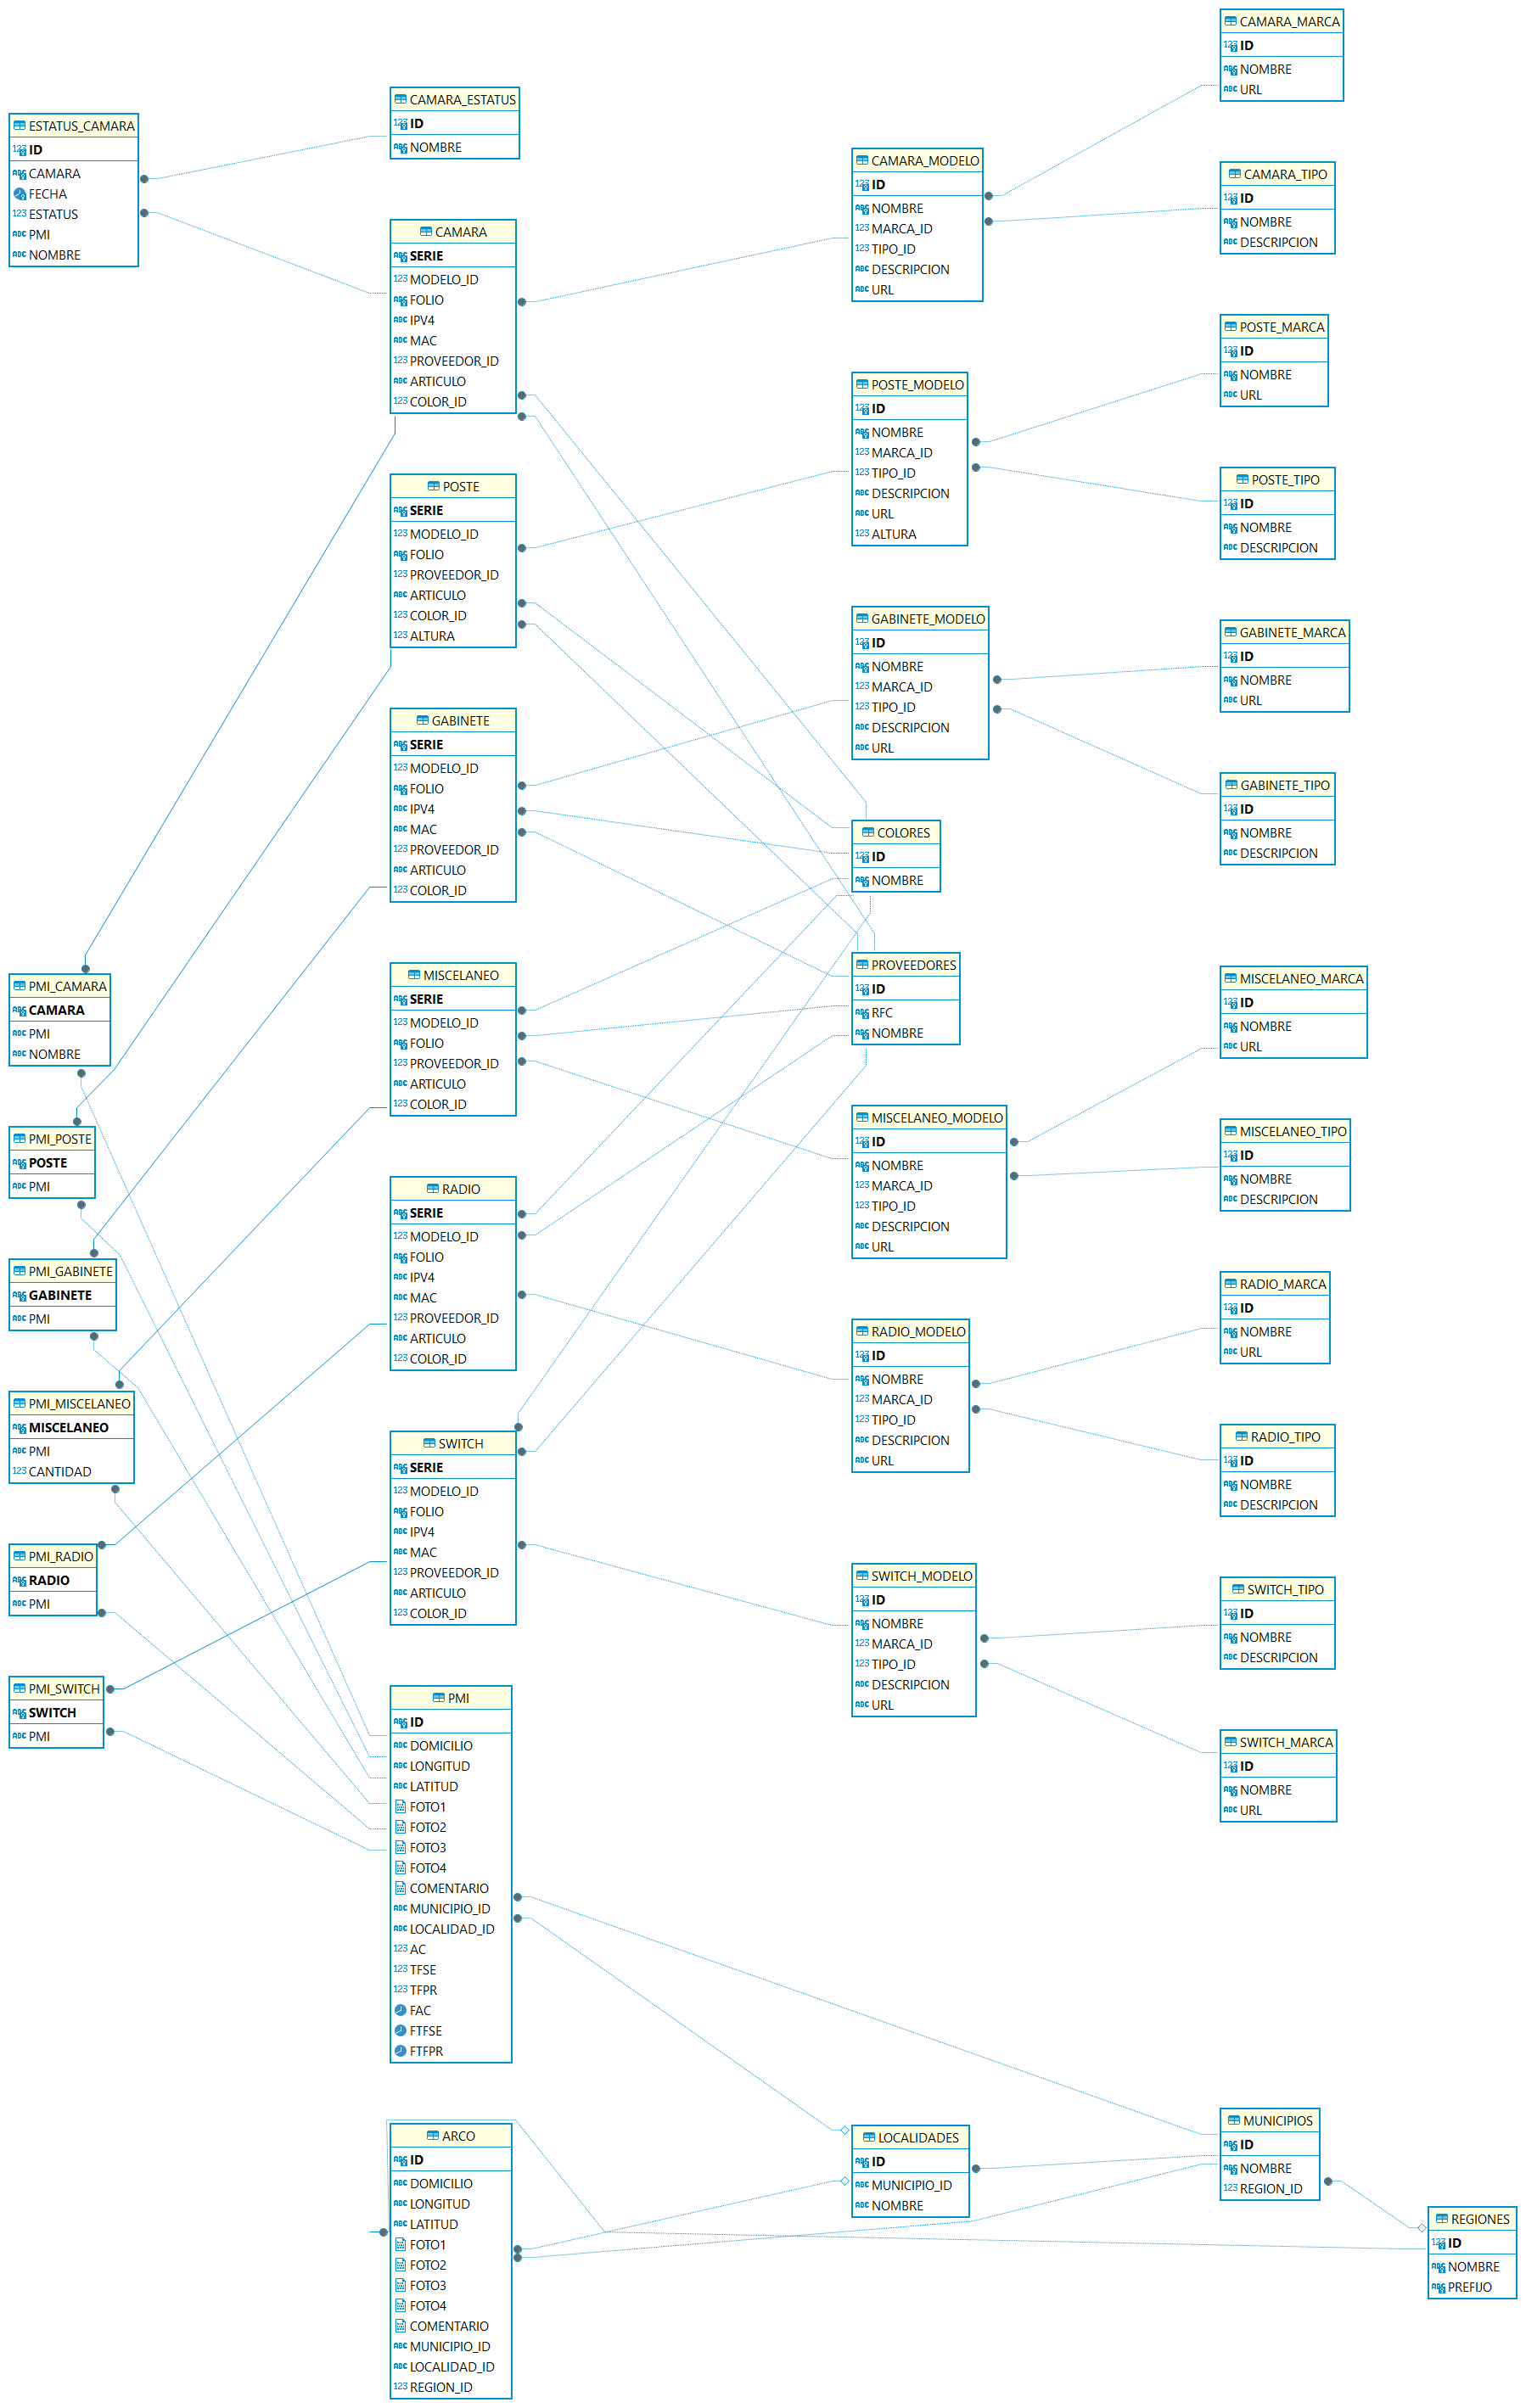 ESTATUS_CAMARA
ID
CAMARA
FECHA
ESTATUS
PMI
NOMBRE
PMI_CAMARA
CAMARA
PMI
NOMBRE
PMI_POSTE
POSTE
PMI
PMI_GABINETE
GABINETE
PMI
PMI_MISCELANEO
MISCELANEO
PMI
CANTIDAD
PMI_RADIO
RADIO
PMI
PMI_SWITCH
SWITCH
PMI
CAMARA_ESTATUS
ID
NOMBRE
CAMARA
SERIE
MODELO_ID
FOLIO
IPV4
MAC
PROVEEDOR_ID
ARTICULO
COLOR_ID
POSTE
SERIE
MODELO_ID
FOLIO
PROVEEDOR_ID
ARTICULO
COLOR_ID
ALTURA
GABINETE
SERIE
MODELO_ID
FOLIO
IPV4
MAC
PROVEEDOR_ID
ARTICULO
COLOR_ID
MISCELANEO
SERIE
MODELO_ID
FOLIO
PROVEEDOR_ID
ARTICULO
COLOR_ID
RADIO
SERIE
MODELO_ID
FOLIO
IPV4
MAC
PROVEEDOR_ID
ARTICULO
COLOR_ID
SWITCH
SERIE
MODELO_ID
FOLIO
IPV4
MAC
PROVEEDOR_ID
ARTICULO
COLOR_ID
PMI
ID
DOMICILIO
LONGITUD
LATITUD
FOTO1
FOTO2
FOTO3
FOTO4
COMENTARIO
MUNICIPIO_ID
LOCALIDAD_ID
AC
TFSE
TFPR
FAC
FTFSE
FTFPR
ARCO
ID
DOMICILIO
LONGITUD
LATITUD
FOTO1
FOTO2
FOTO3
FOTO4
COMENTARIO
MUNICIPIO_ID
LOCALIDAD_ID
REGION_ID
CAMARA_MODELO
ID
NOMBRE
MARCA_ID
TIPO_ID
DESCRIPCION
URL
POSTE_MODELO
ID
NOMBRE
MARCA_ID
TIPO_ID
DESCRIPCION
URL
ALTURA
GABINETE_MODELO
ID
NOMBRE
MARCA_ID
TIPO_ID
DESCRIPCION
URL
COLORES
ID
NOMBRE
PROVEEDORES
ID
RFC
NOMBRE
MISCELANEO_MODELO
ID
NOMBRE
MARCA_ID
TIPO_ID
DESCRIPCION
URL
RADIO_MODELO
ID
NOMBRE
MARCA_ID
TIPO_ID
DESCRIPCION
URL
SWITCH_MODELO
ID
NOMBRE
MARCA_ID
TIPO_ID
DESCRIPCION
URL
LOCALIDADES
ID
MUNICIPIO_ID
NOMBRE
CAMARA_MARCA
ID
NOMBRE
URL
CAMARA_TIPO
ID
NOMBRE
DESCRIPCION
POSTE_MARCA
ID
NOMBRE
URL
POSTE_TIPO
ID
NOMBRE
DESCRIPCION
GABINETE_MARCA
ID
NOMBRE
URL
GABINETE_TIPO
ID
NOMBRE
DESCRIPCION
MISCELANEO_MARCA
ID
NOMBRE
URL
MISCELANEO_TIPO
ID
NOMBRE
DESCRIPCION
RADIO_MARCA
ID
NOMBRE
URL
RADIO_TIPO
ID
NOMBRE
DESCRIPCION
SWITCH_TIPO
ID
NOMBRE
DESCRIPCION
SWITCH_MARCA
ID
NOMBRE
URL
MUNICIPIOS
ID
NOMBRE
REGION_ID
REGIONES
ID
NOMBRE
PREFIJO